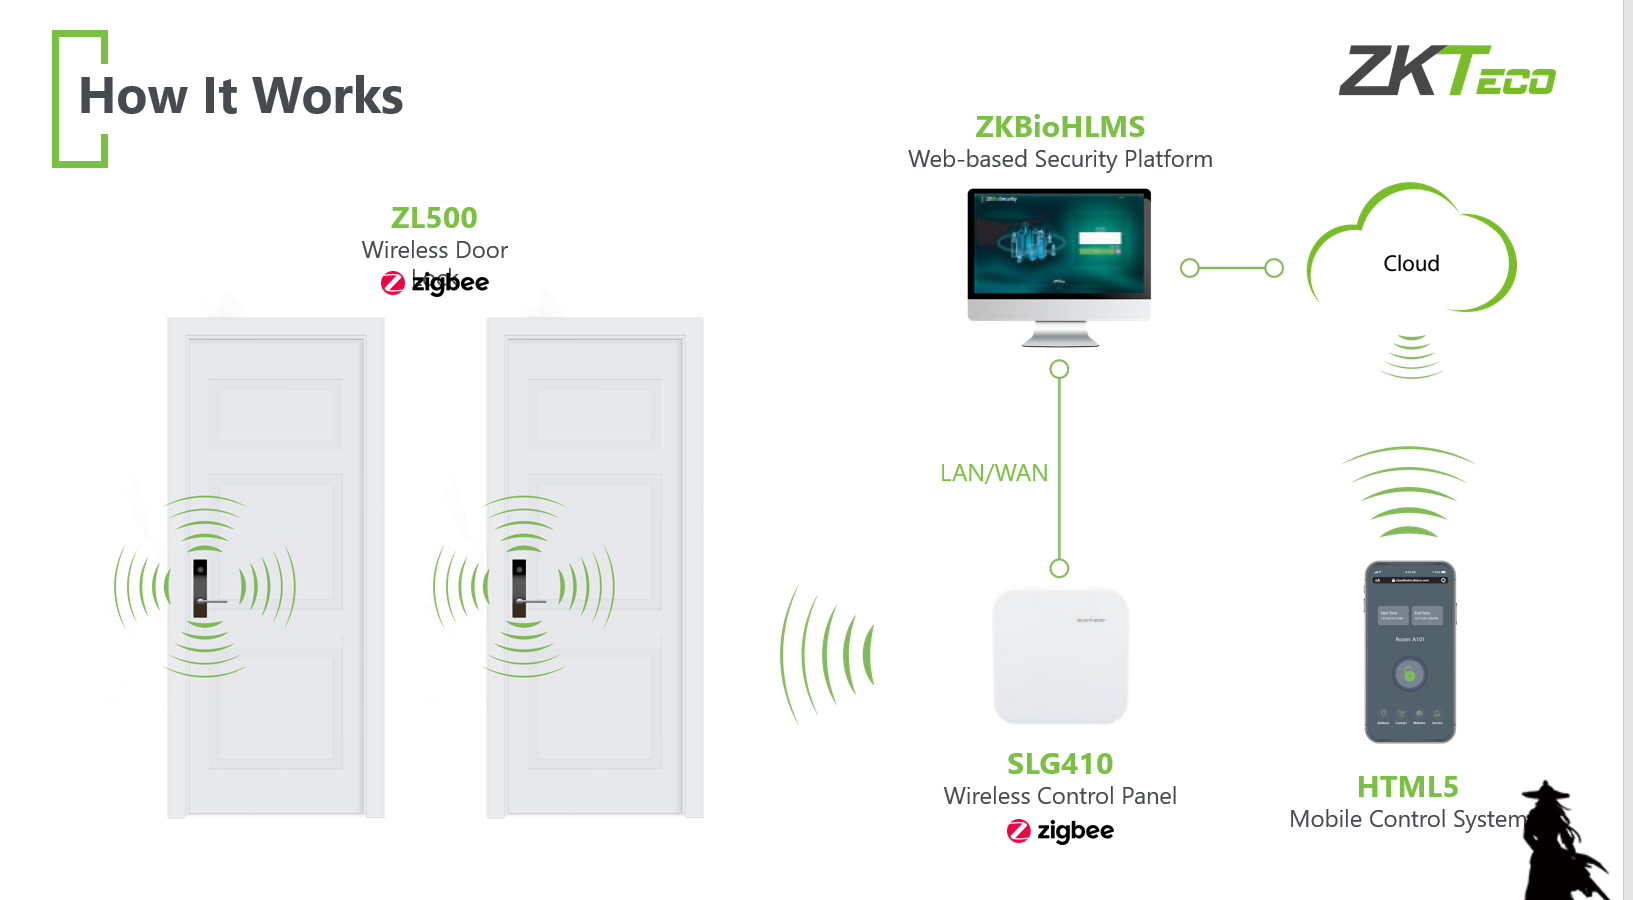 How It Works
ZKTeco
ZKBioHLMS
Web-based Security Platform
ZL500
Wireless Door
Lock
zigbee
Cloud
LAN/WAN
Room: A101
SLG410
Wireless Control Panel
zigbee
HTML5
Mobile Control System